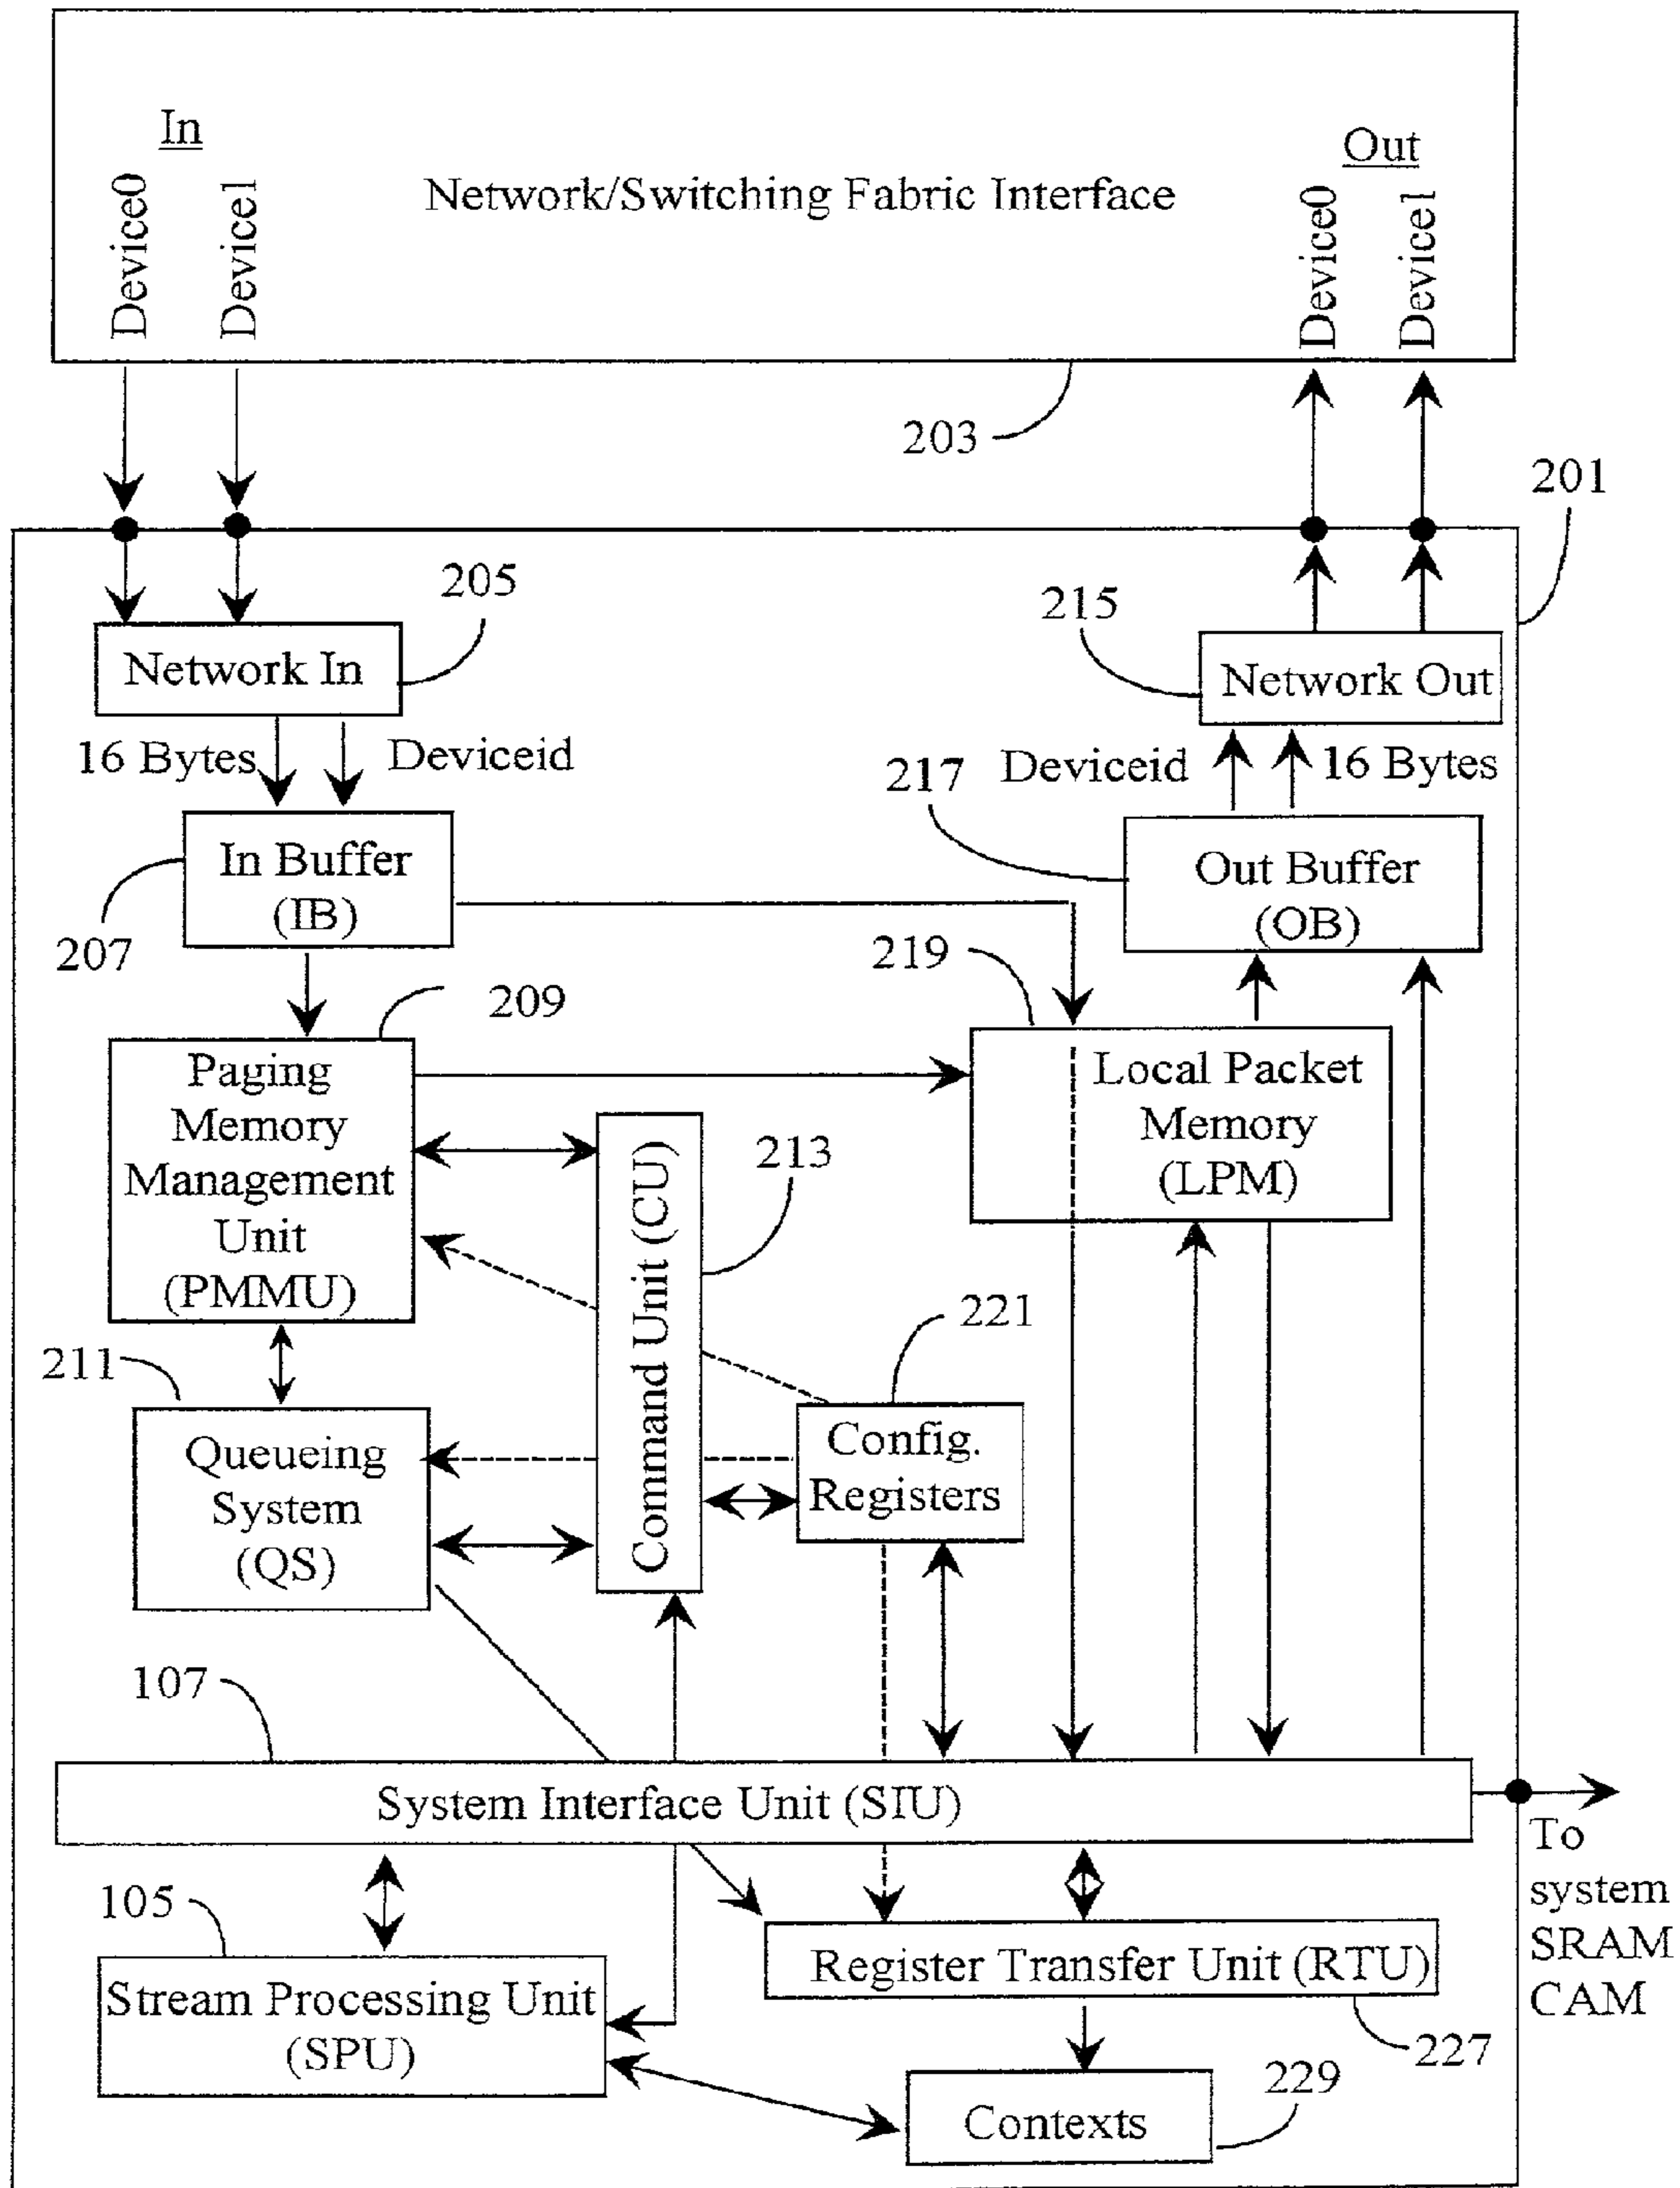 In
Out
Device0
Device1
Network/Switching Fabric Interface
Device0
Device1
203
201
205
215
Network In
Network Out
16 Bytes
Deviceid
217
Deviceid
16 Bytes
In Buffer
(IB)
Out Buffer
(OB)
207
219
209
Paging
Memory
Management
Unit
(PMMU)
Local Packet
Memory
(LPM)
Command Unit (CU)
213
221
211
Queueing
System
(QS)
Config.
Registers
107
System Interface Unit (SIU)
To
system
SRAM
CAM
105
Stream Processing Unit
(SPU)
Register Transfer Unit (RTU)
227
229
Contexts